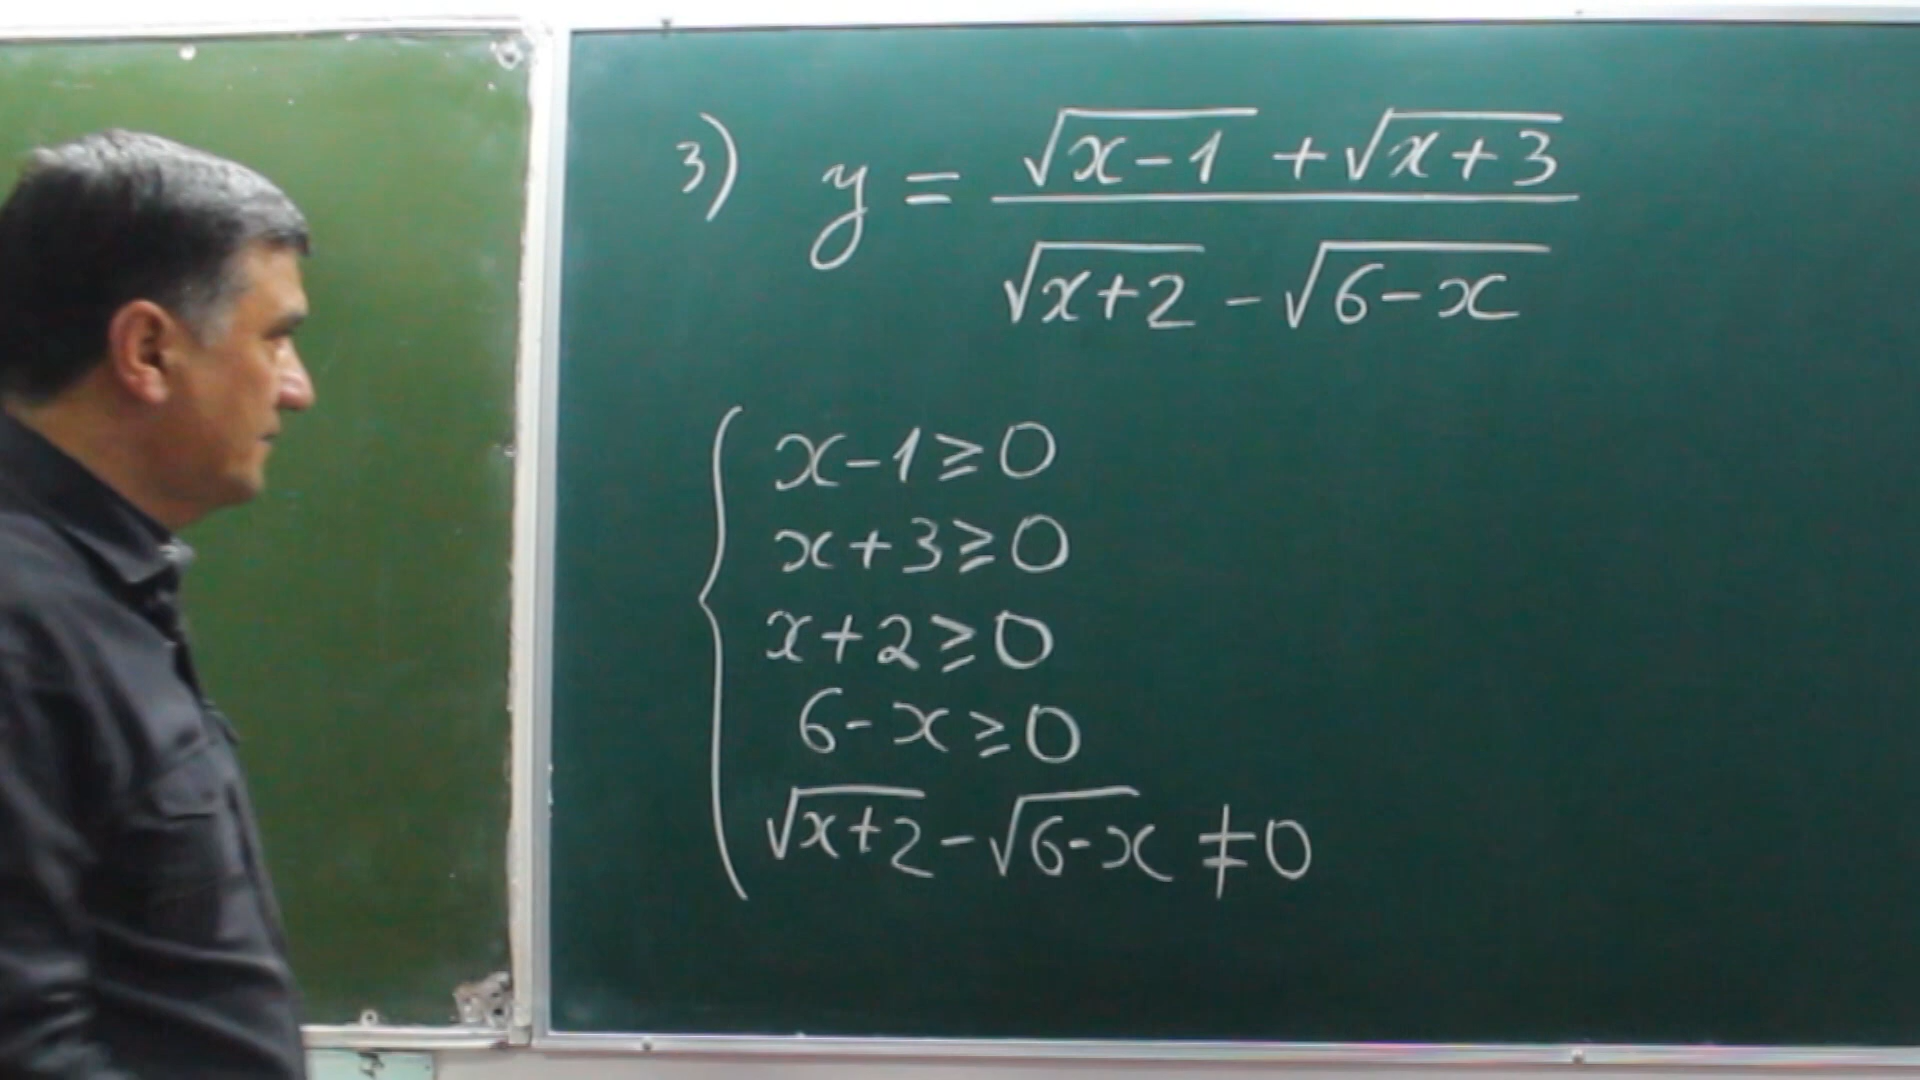 3) y = (√(x-1) + √(x+3)) / (√(x+2) - √(6-x))
x-1≥0
x+3≥0
x+2≥0
6-x≥0
√(x+2) - √(6-x) ≠0